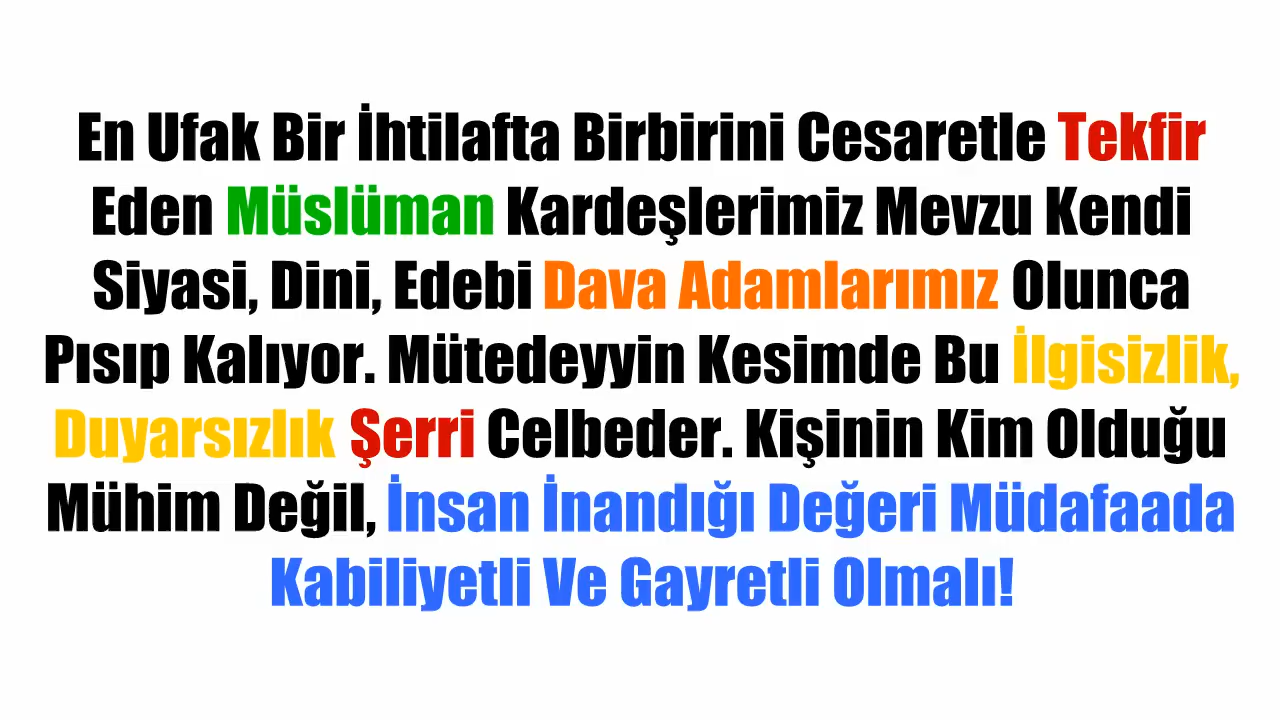 En Ufak Bir İhtilafta Birbirini Cesaretle Tekfir
Eden Müslüman Kardeşlerimiz Mevzu Kendi
Siyasi, Dini, Edebi Dava Adamlarımız Olunca
Pısıp Kalıyor. Mütedeyyin Kesimde Bu İlgisizlik,
Duyarsızlık Şerri Celbeder. Kişinin Kim Olduğu
Mühim Değil, İnsan İnandığı Değeri Müdafaada
Kabiliyetli Ve Gayretli Olmalı!